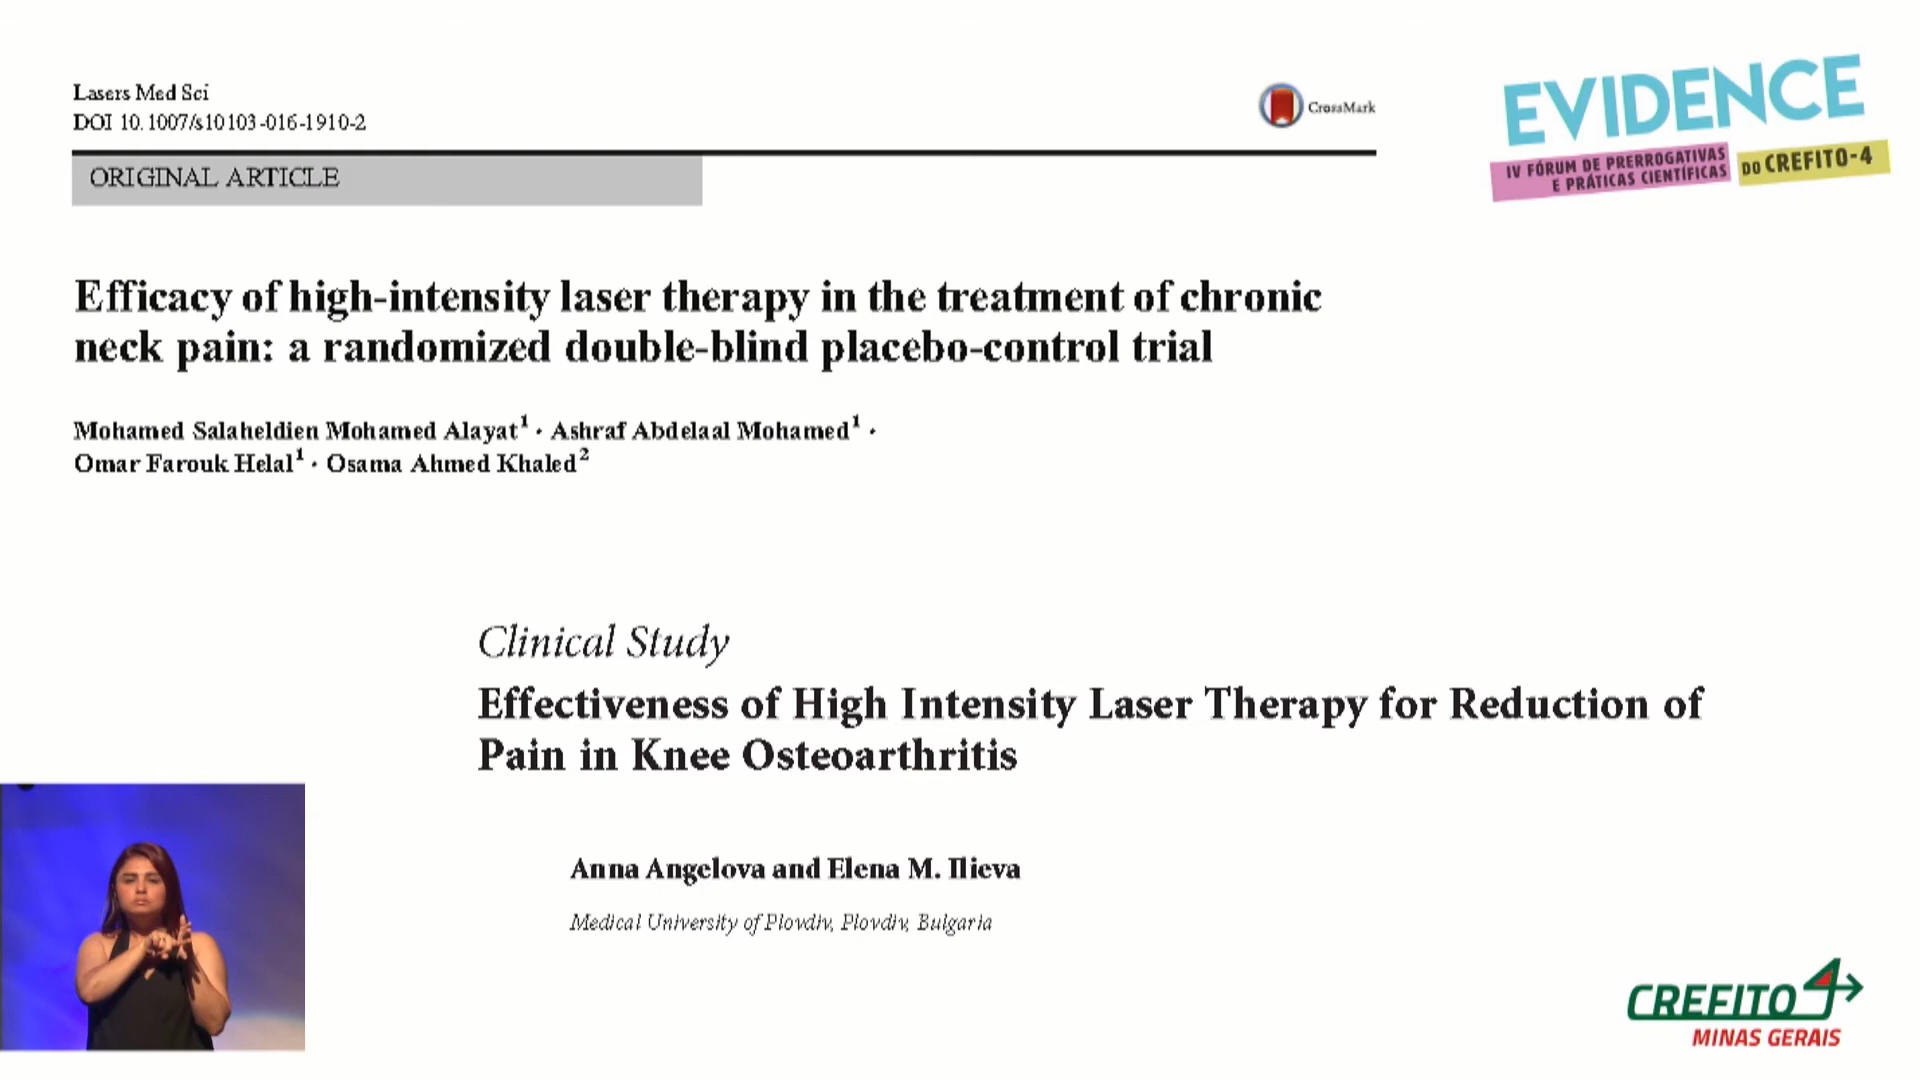 Lasers Med Sci
DOI 10.1007/s10103-016-1910-2
CrossMark
EVIDENCE
IV FÓRUM DE PRERROGATIVAS
E PRÁTICAS CIENTÍFICAS
DO CREFITO-4
ORIGINAL ARTICLE
Efficacy of high-intensity laser therapy in the treatment of chronic
neck pain: a randomized double-blind placebo-control trial
Mohamed Salaheldien Mohamed Alayat¹ · Ashraf Abdelaal Mohamed¹ ·
Omar Farouk Helal¹ · Osama Ahmed Khaled²
Clinical Study
Effectiveness of High Intensity Laser Therapy for Reduction of
Pain in Knee Osteoarthritis
Anna Angelova and Elena M. Ilieva
Medical University of Plovdiv, Plovdiv, Bulgaria
CREFITO 4
MINAS GERAIS